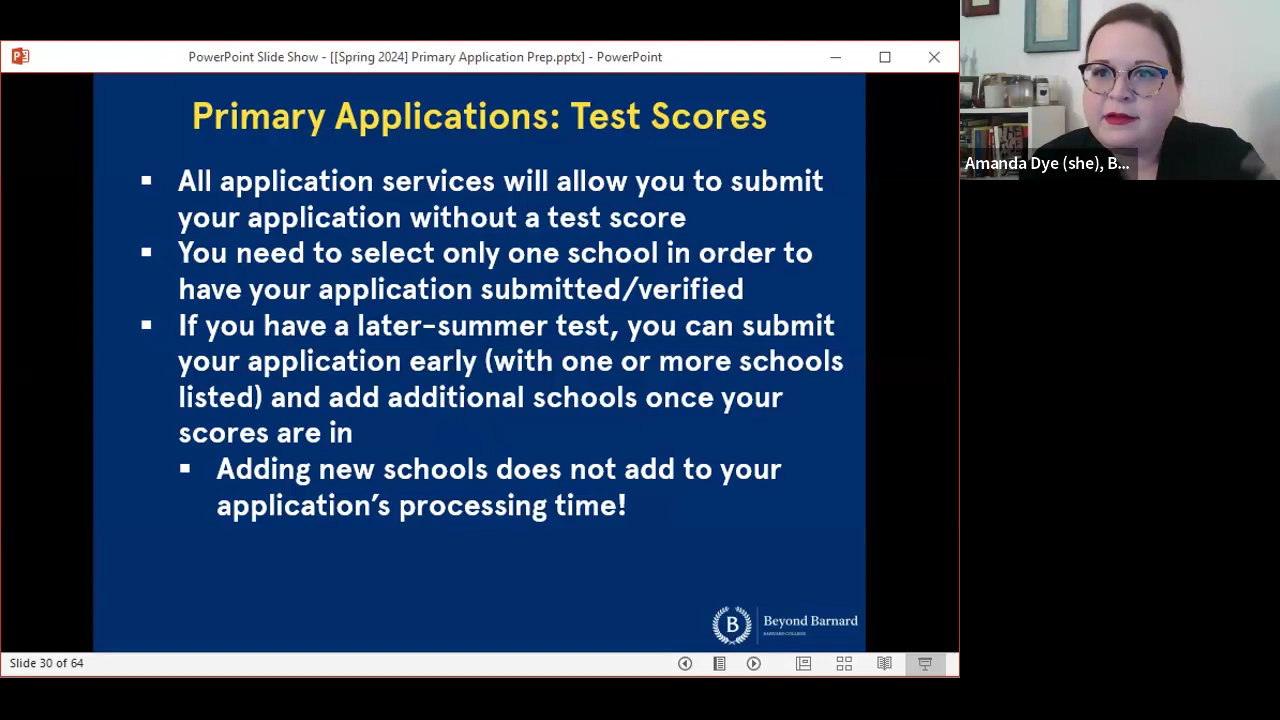 PowerPoint Slide Show - [[Spring 2024] Primary Application Prep.pptx] - PowerPoint
Primary Applications: Test Scores
▪ All application services will allow you to submit
your application without a test score
▪ You need to select only one school in order to
have your application submitted/verified
▪ If you have a later-summer test, you can submit
your application early (with one or more schools
listed) and add additional schools once your
scores are in
▪ Adding new schools does not add to your
application's processing time!
B
Beyond Barnard
BARNARD COLLEGE
Slide 30 of 64
Amanda Dye (she), B...